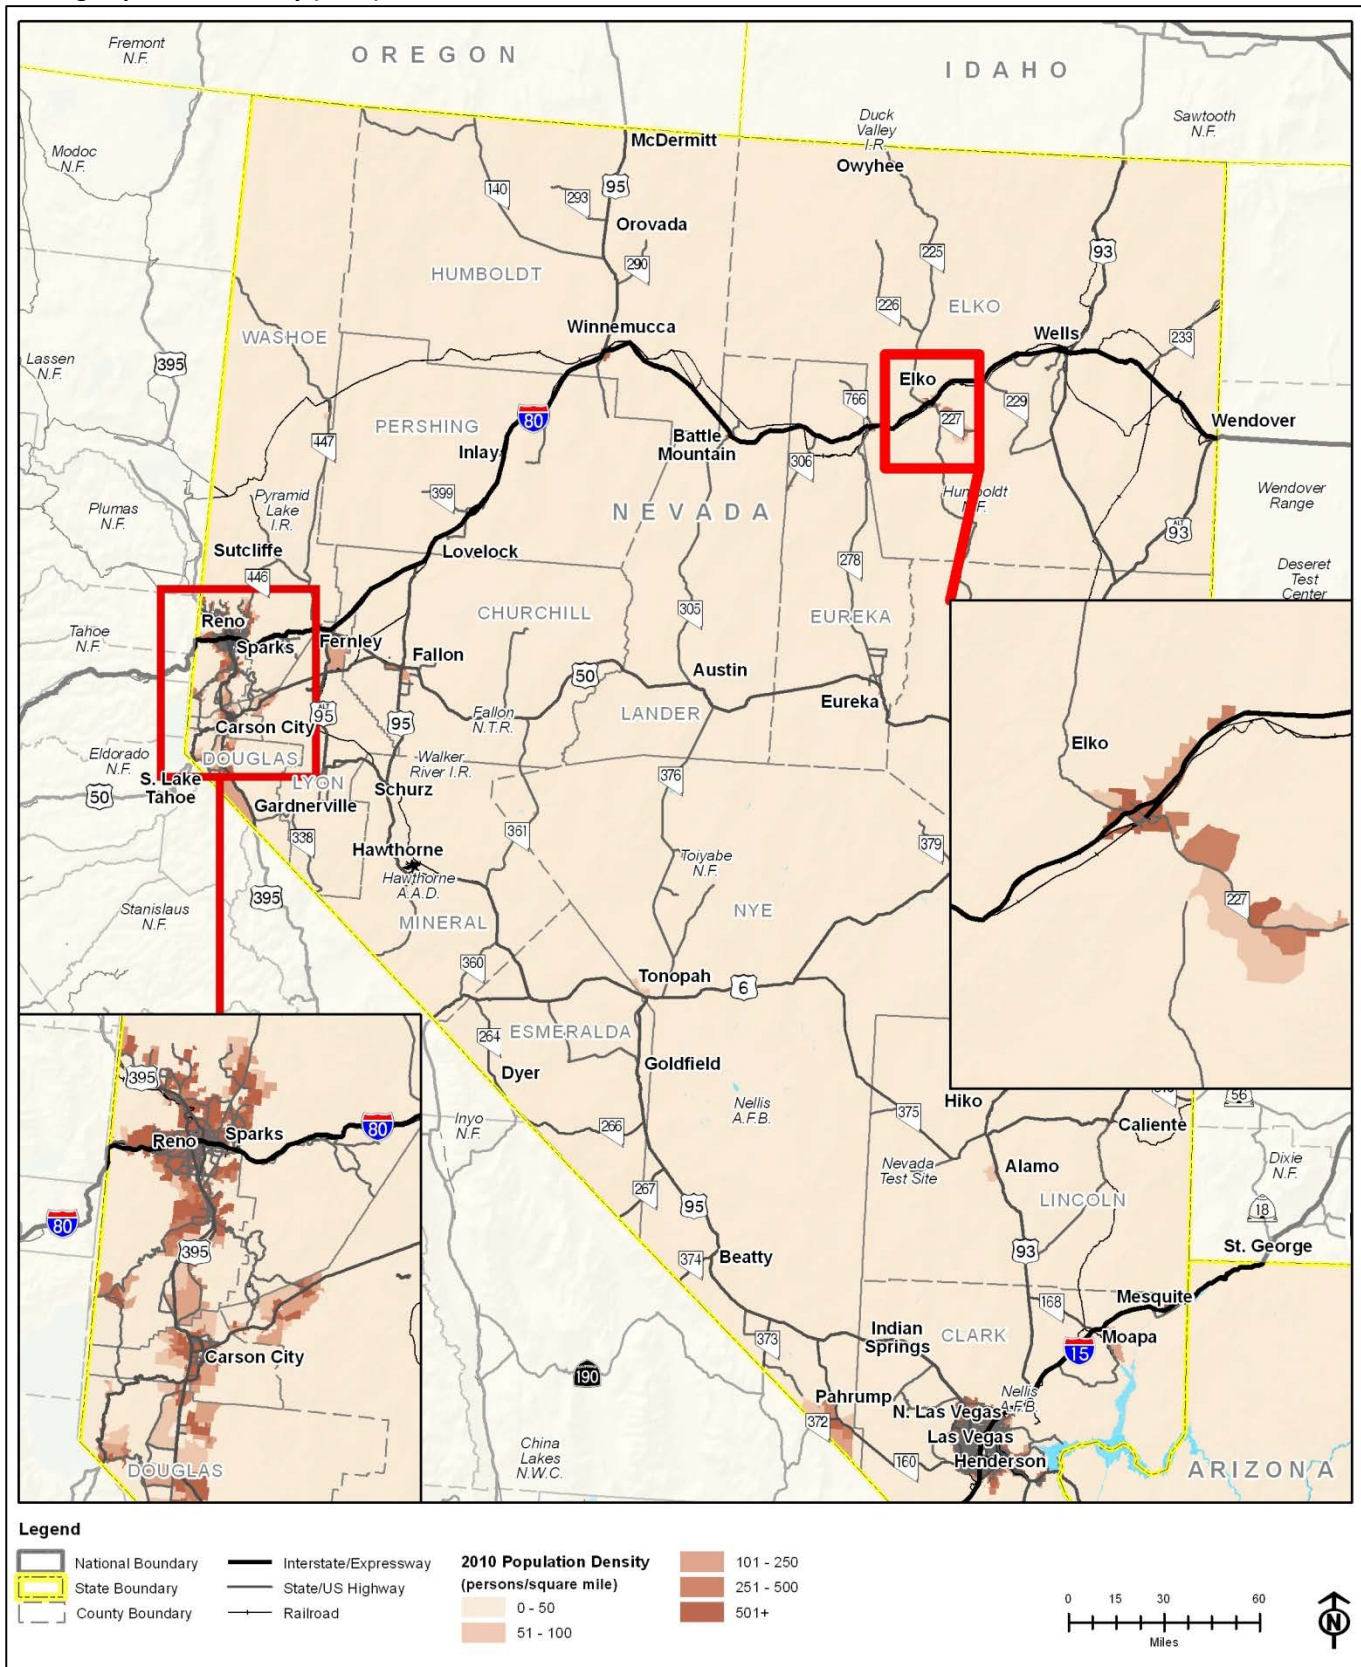 Fremont
N.F.
OREGON
IDAHO
Modoc
N.F.
McDermitt
Duck
Valley
I.R.
Owyhee
Sawtooth
N.F.
140
293
95
Orovada
290
225
93
HUMBOLDT
226
ELKO
WASHOE
Winnemucca
Wells
233
Lassen
N.F.
395
Elko
80
766
229
227
PERSHING
447
Inlay
Battle
Mountain
306
Wendover
399
Pyramid
Lake
I.R.
Plumas
N.F.
NEVADA
Humboldt
N.F.
Wendover
Range
ALT
93
Sutcliffe
Lovelock
278
Deseret
Test
Center
446
CHURCHILL
305
EUREKA
Reno
Tahoe
N.F.
Sparks
Fernley
Fallon
50
Austin
Eureka
ALT
95
95
Fallon
N.T.R.
LANDER
Carson City
Eldorado
N.F.
DOUGLAS
Walker
River I.R.
S. Lake
Tahoe
LYON
Schurz
376
50
Gardnerville
338
361
379
Hawthorne
Toiyabe
N.F.
Hawthorne
A.A.D.
395
Stanislaus
N.F.
MINERAL
NYE
360
Tonopah
6
264
ESMERALDA
Goldfield
Dyer
Inyo
N.F.
266
Nellis
A.F.B.
375
Hiko
Caliente
56
Nevada
Test Site
Alamo
Dixie
N.F.
267
95
LINCOLN
18
93
St. George
374
Beatty
168
Mesquite
373
Indian
Springs
CLARK
Moapa
15
190
Pahrump
Nellis
A.F.B.
N. Las Vegas
372
Las Vegas
China
Lakes
N.W.C.
160
Henderson
ARIZONA
Elko
227
395
Reno
Sparks
80
80
395
Carson City
DOUGLAS
Legend
National Boundary
State Boundary
County Boundary
Interstate/Expressway
State/US Highway
Railroad
2010 Population Density
(persons/square mile)
0 - 50
51 - 100
101 - 250
251 - 500
501+
0 15 30 60
Miles
N